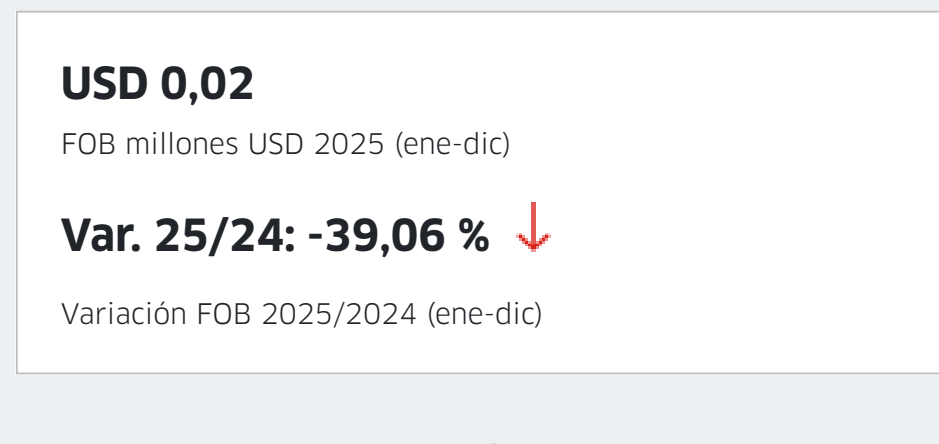 USD 0,02
FOB millones USD 2025 (ene-dic)
Var. 25/24: -39,06 %
Variación FOB 2025/2024 (ene-dic)